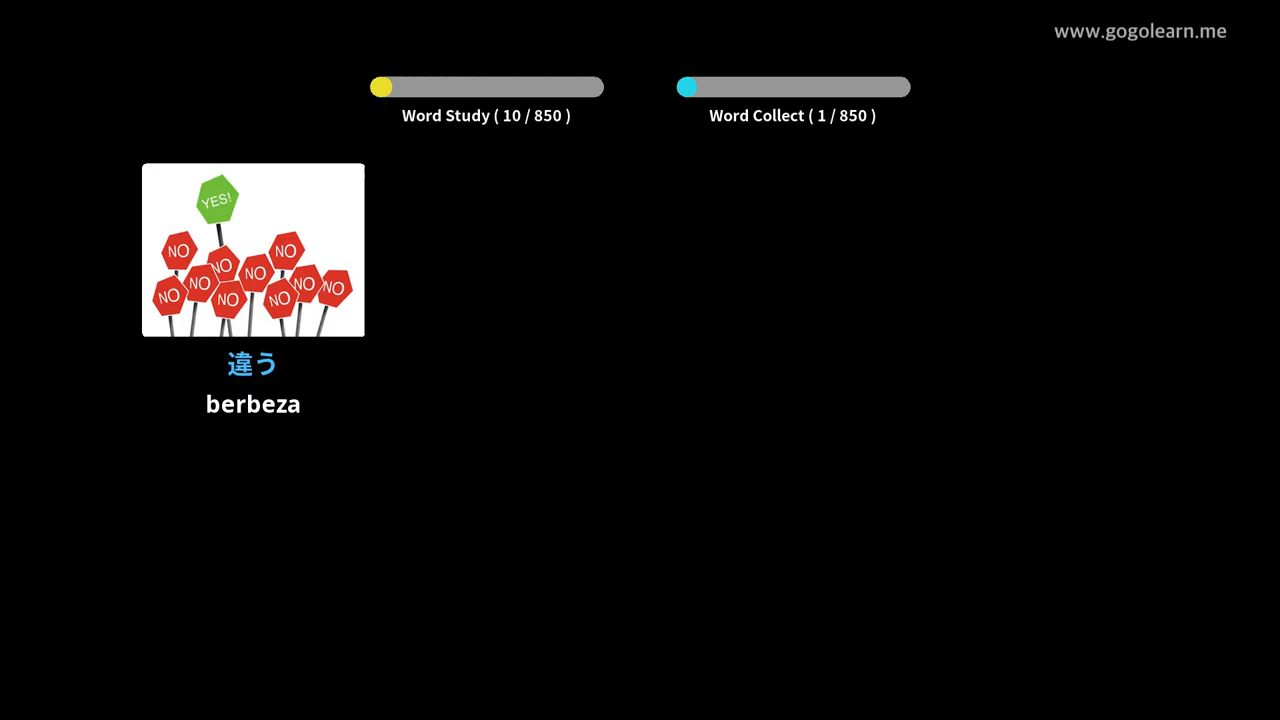 www.gogolearn.me
Word Study ( 10 / 850 )
Word Collect ( 1 / 850 )
YES!
NO
NO
NO
NO
NO
NO
NO
NO
NO
NO
違う
berbeza